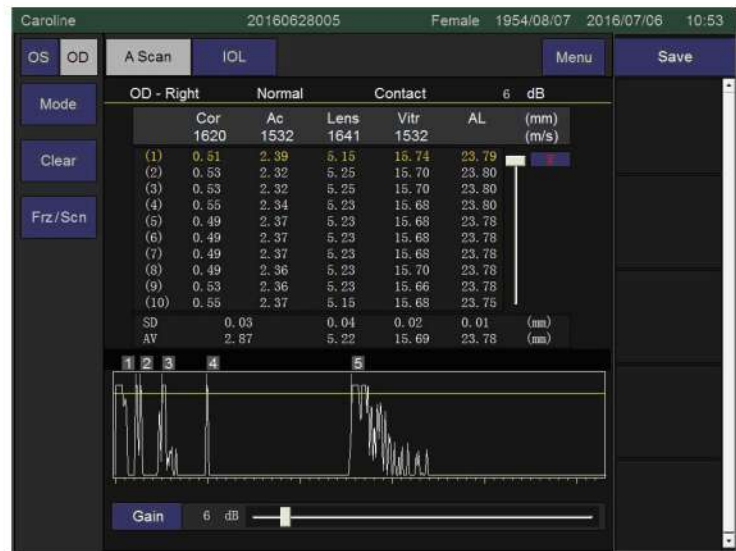 Caroline 20160628005 Female 1954/08/07 2016/07/06 10:53
OS OD A Scan IOL Menu Save
Mode
Clear
Frz/Scn
OD - Right Normal Contact 6 dB
Cor Ac Lens Vitr AL (mm)
1620 1532 1641 1532 (m/s)
(1) 0.51 2.39 5.15 15.74 23.79
(2) 0.53 2.32 5.25 15.70 23.80
(3) 0.53 2.32 5.25 15.70 23.80
(4) 0.55 2.34 5.23 15.68 23.80
(5) 0.49 2.37 5.23 15.68 23.78
(6) 0.49 2.37 5.23 15.68 23.78
(7) 0.49 2.37 5.23 15.68 23.78
(8) 0.49 2.36 5.23 15.70 23.78
(9) 0.53 2.36 5.23 15.66 23.78
(10) 0.55 2.37 5.15 15.68 23.75
SD 0.03 0.04 0.02 0.01 (mm)
AV 2.87 5.22 15.69 23.78 (mm)
1 2 3 4 5
Gain 6 dB